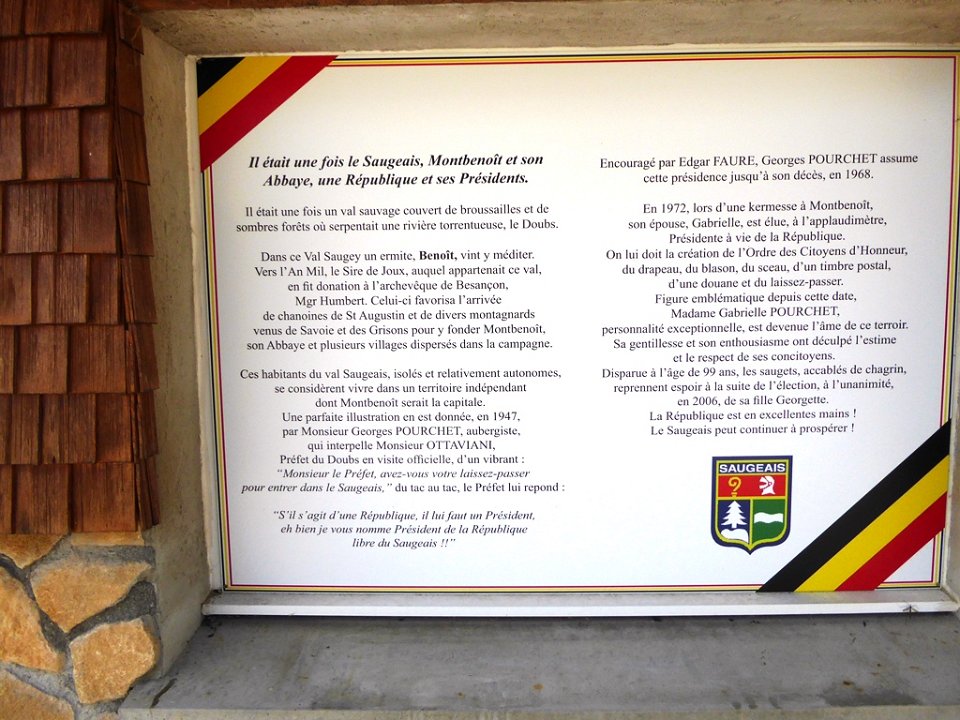 Il était une fois le Saugeais, Montbenoît et son
Abbaye, une République et ses Présidents.
Il était une fois un val sauvage couvert de broussailles et de
sombres forêts où serpentait une rivière torrentueuse, le Doubs.
Dans ce Val Saugey un ermite, Benoît, vint y méditer.
Vers l'An Mil, le Sire de Joux, auquel appartenait ce val,
en fit donation à l'archevêque de Besançon,
Mgr Humbert. Celui-ci favorisa l'arrivée
de chanoines de St Augustin et de divers montagnards
venus de Savoie et des Grisons pour y fonder Montbenoît,
son Abbaye et plusieurs villages dispersés dans la campagne.
Ces habitants du val Saugeais, isolés et relativement autonomes,
se considèrent vivre dans un territoire indépendant
dont Montbenoît serait la capitale.
Une parfaite illustration en est donnée, en 1947,
par Monsieur Georges POURCHET, aubergiste,
qui interpelle Monsieur OTTAVIANI,
Préfet du Doubs en visite officielle, d'un vibrant :
"Monsieur le Préfet, avez-vous votre laissez-passer
pour entrer dans le Saugeais," du tac au tac, le Préfet lui repond :
"S'il s'agit d'une République, il lui faut un Président,
eh bien je vous nomme Président de la République
libre du Saugeais !!"
Encouragé par Edgar FAURE, Georges POURCHET assume
cette présidence jusqu'à son décès, en 1968.
En 1972, lors d'une kermesse à Montbenoît,
son épouse, Gabrielle, est élue, à l'applaudimètre,
Présidente à vie de la République.
On lui doit la création de l'Ordre des Citoyens d'Honneur,
du drapeau, du blason, du sceau, d'un timbre postal,
d'une douane et du laissez-passer.
Figure emblématique depuis cette date,
Madame Gabrielle POURCHET,
personnalité exceptionnelle, est devenue l'âme de ce terroir.
Sa gentillesse et son enthousiasme ont déculpé l'estime
et le respect de ses concitoyens.
Disparue à l'âge de 99 ans, les saugets, accablés de chagrin,
reprennent espoir à la suite de l'élection, à l'unanimité,
en 2006, de sa fille Georgette.
La République est en excellentes mains !
Le Saugeais peut continuer à prospérer !
SAUGEAIS